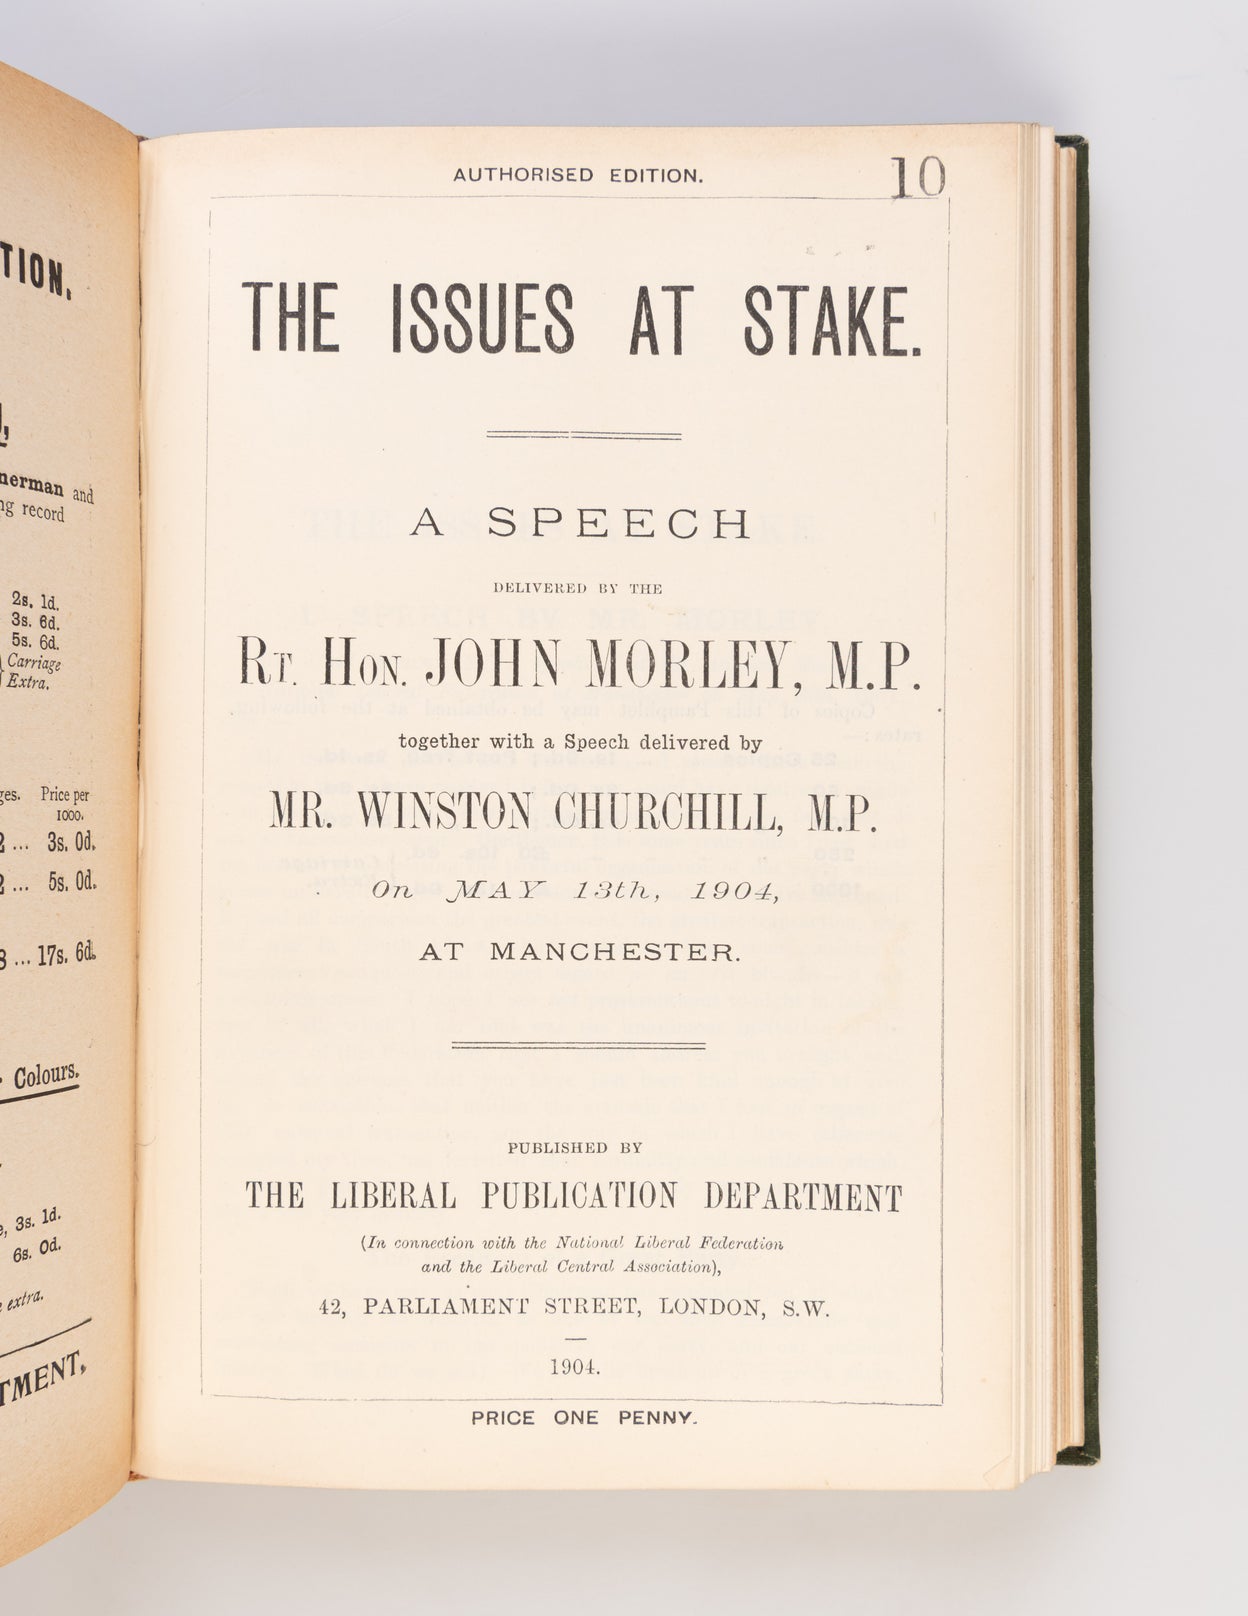 TION.
and
record
2s. 1d.
3s. 6d.
5s. 6d.
Carriage
Extra.
Price per
1000.
... 3s. 0d.
... 5s. 0d.
... 17s. 6d.
Colours.
3s. 1d.
6s. 0d.
extra.
TMENT.
AUTHORISED EDITION.
10
THE ISSUES AT STAKE.
A SPEECH
DELIVERED BY THE
RT. HON. JOHN MORLEY, M.P.
together with a Speech delivered by
MR. WINSTON CHURCHILL, M.P.
On MAY 13th, 1904,
AT MANCHESTER.
PUBLISHED BY
THE LIBERAL PUBLICATION DEPARTMENT
(In connection with the National Liberal Federation
and the Liberal Central Association),
42, PARLIAMENT STREET, LONDON, S.W.
1904.
PRICE ONE PENNY.